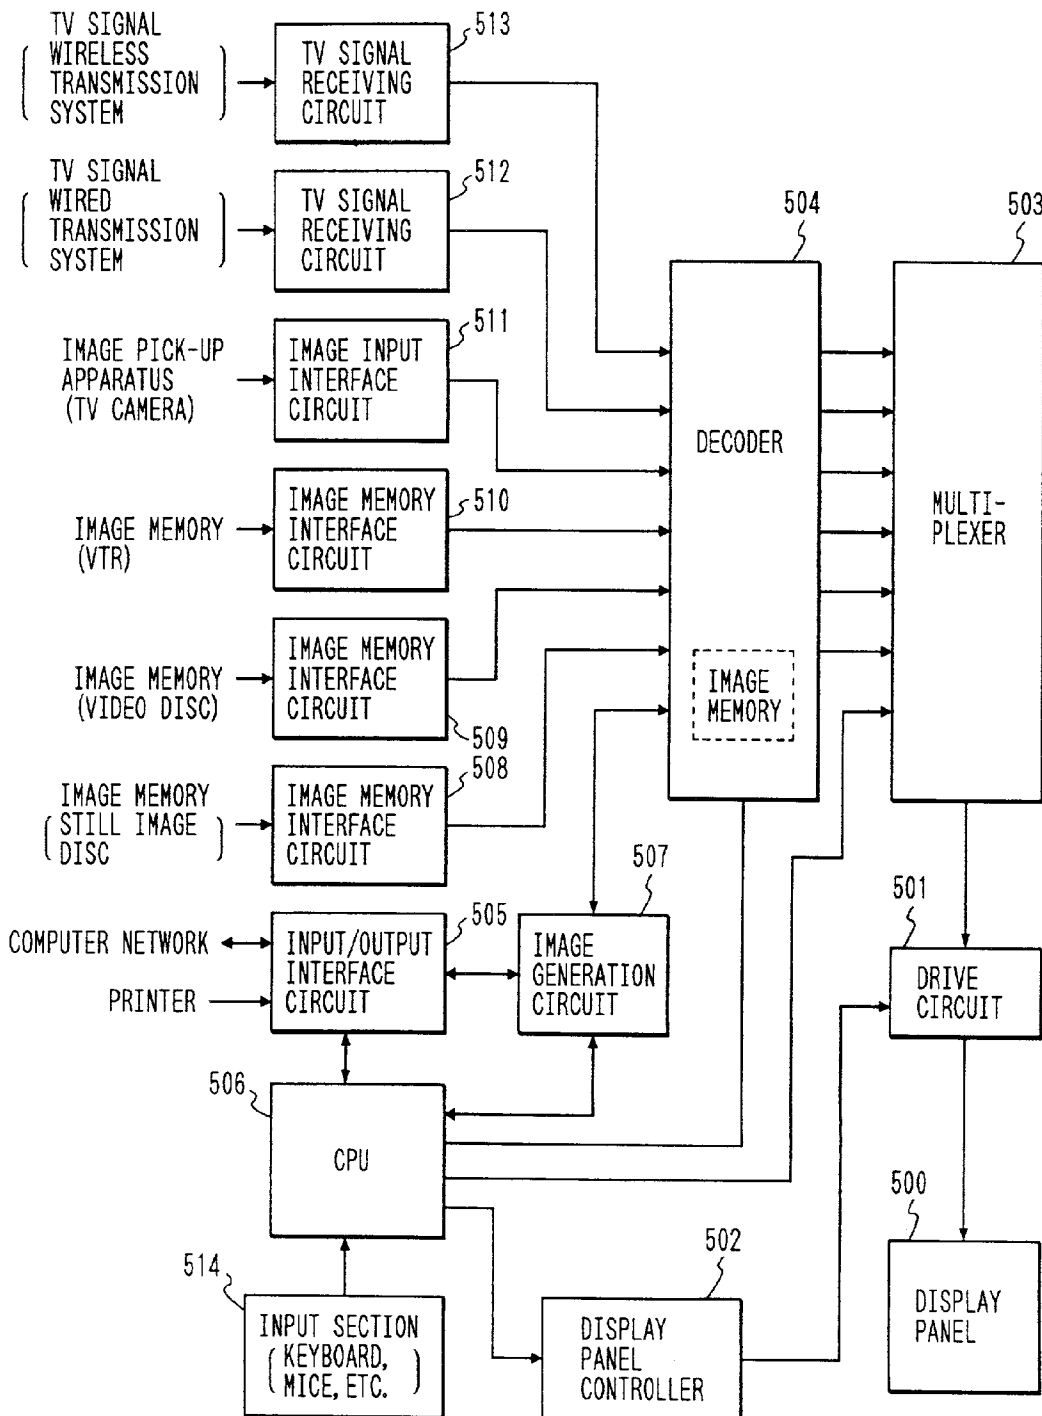 TV SIGNAL
WIRELESS
TRANSMISSION
SYSTEM
513
TV SIGNAL
RECEIVING
CIRCUIT
TV SIGNAL
WIRED
TRANSMISSION
SYSTEM
512
TV SIGNAL
RECEIVING
CIRCUIT
504
503
IMAGE PICK-UP
APPARATUS
(TV CAMERA)
511
IMAGE INPUT
INTERFACE
CIRCUIT
DECODER
MULTI-
PLEXER
IMAGE MEMORY
(VTR)
510
IMAGE MEMORY
INTERFACE
CIRCUIT
IMAGE MEMORY
(VIDEO DISC)
IMAGE MEMORY
INTERFACE
CIRCUIT
509
IMAGE
MEMORY
IMAGE MEMORY
(STILL IMAGE
DISC)
508
IMAGE MEMORY
INTERFACE
CIRCUIT
COMPUTER NETWORK
PRINTER
505
INPUT/OUTPUT
INTERFACE
CIRCUIT
507
IMAGE
GENERATION
CIRCUIT
501
DRIVE
CIRCUIT
506
CPU
500
DISPLAY
PANEL
514
INPUT SECTION
(KEYBOARD,
MICE, ETC.)
502
DISPLAY
PANEL
CONTROLLER